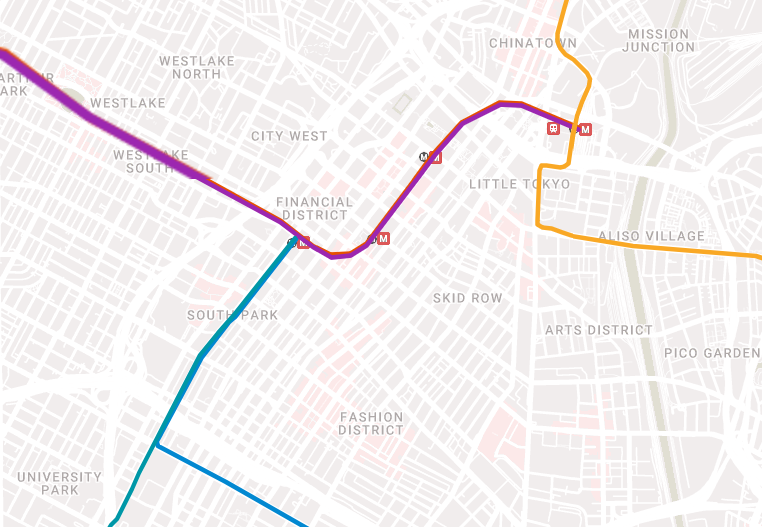 CHINATOWN
MISSION
JUNCTION
WESTLAKE
NORTH
ARTHUR
ARK
WESTLAKE
CITY WEST
WESTLAKE
SOUTH
LITTLE TOKYO
FINANCIAL
DISTRICT
ALISO VILLAGE
M
M
M
M
SKID ROW
SOUTH PARK
ARTS DISTRICT
PICO GARDEN
FASHION
DISTRICT
UNIVERSITY
PARK